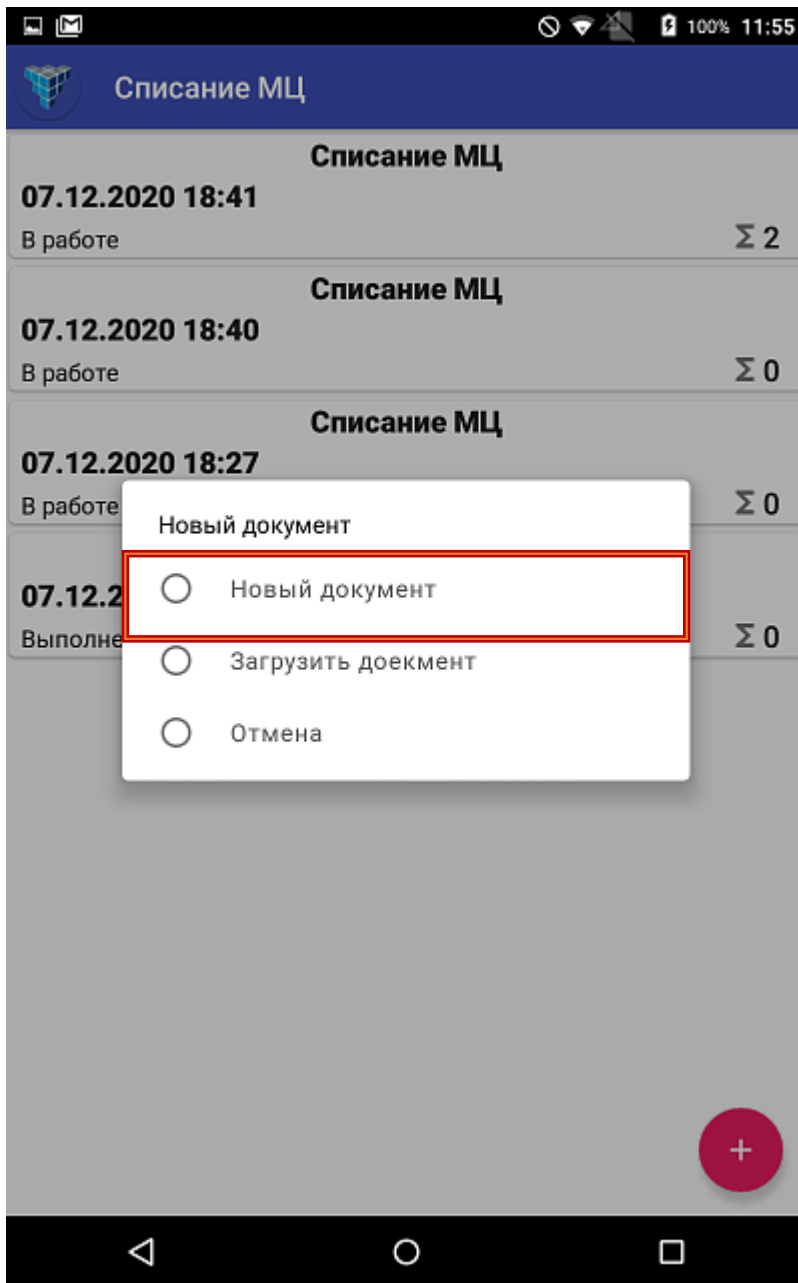 100% 11:55
Списание МЦ
Списание МЦ
07.12.2020 18:41
В работе Σ 2
Списание МЦ
07.12.2020 18:40
В работе Σ 0
Списание МЦ
07.12.2020 18:27
В работе Σ 0
Новый документ
Новый документ
07.12.2
Выполне Σ 0
Загрузить доекмент
Отмена
+